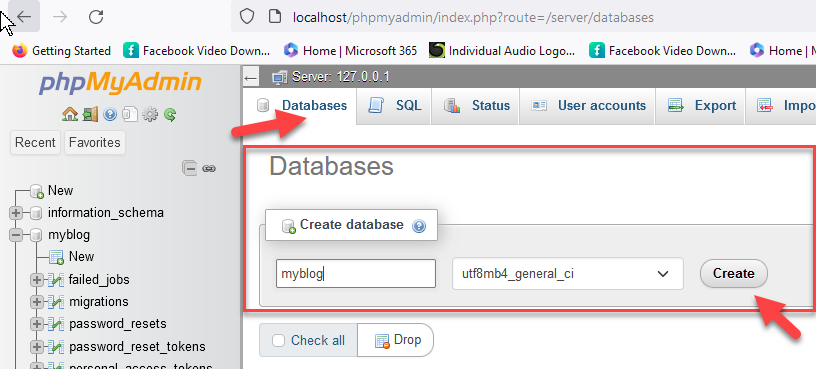 localhost/phpmyadmin/index.php?route=/server/databases
Getting Started Facebook Video Down... Home | Microsoft 365 Individual Audio Logo... Facebook Video Down... Home | M
phpMyAdmin
Server: 127.0.0.1
Databases SQL Status User accounts Export Impo
Recent Favorites
Databases
New
information_schema
Create database
myblog
New
myblog utf8mb4_general_ci Create
failed_jobs
migrations
password_resets
Check all Drop
password_reset_tokens
personal_access_tokens